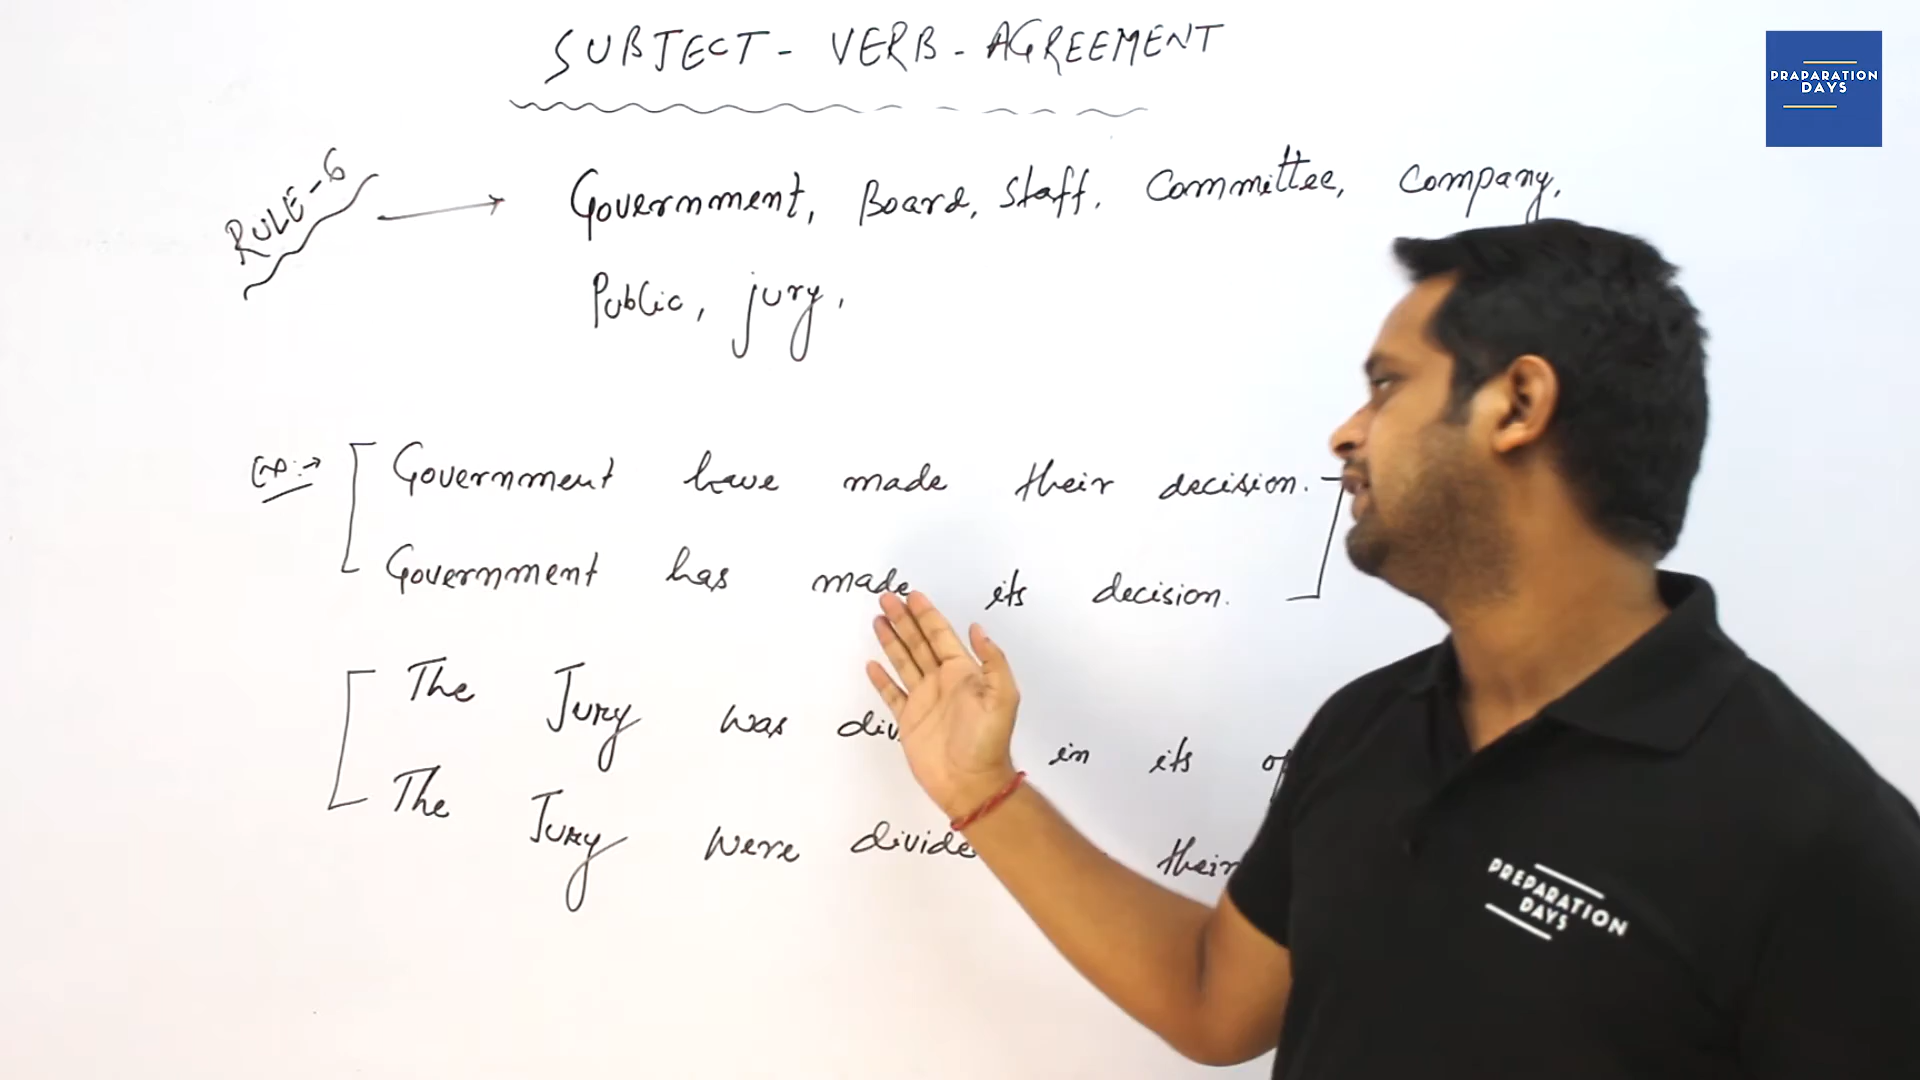 SUBJECT - VERB - AGREEMENT
PRAPARATION
DAYS
RULE-6
Government, Board, Staff, Committee, Company,
Public, jury,
Government have made their decision.
Government has made its decision.
The Jury was in its
The Jury were their
PREPARATION
DAYS